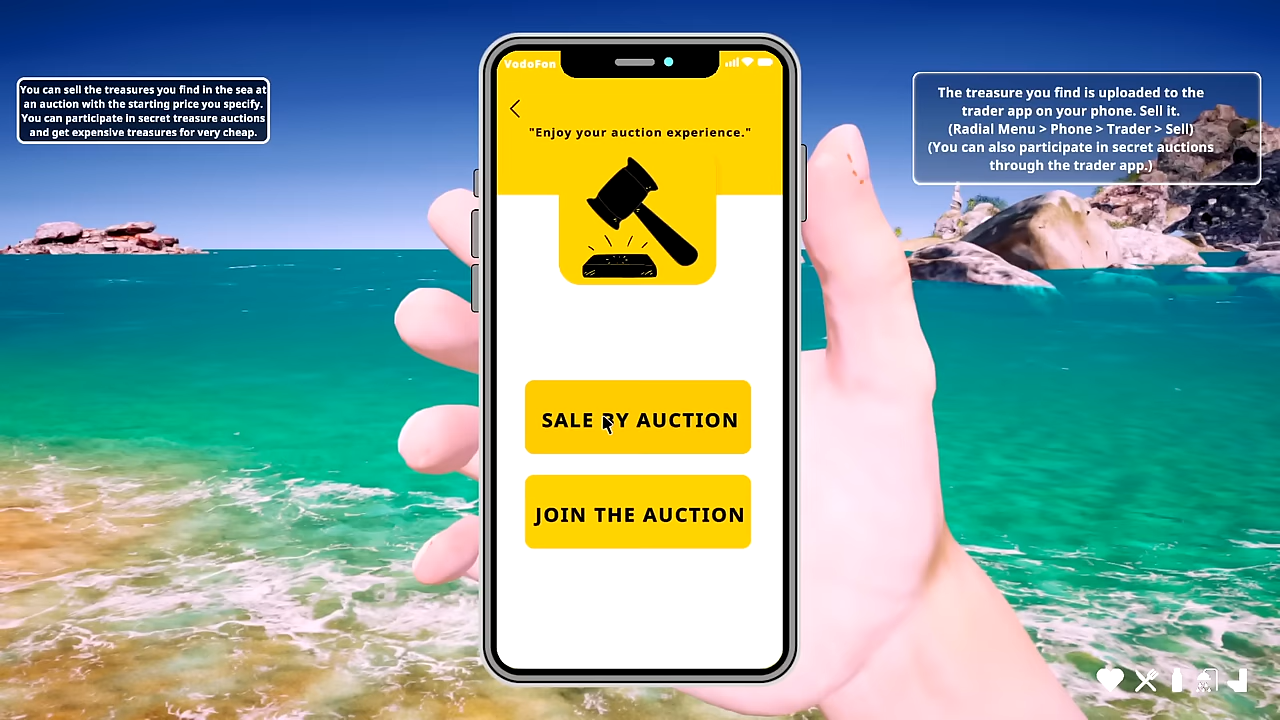 You can sell the treasures you find in the sea at
an auction with the starting price you specify.
You can participate in secret treasure auctions
and get expensive treasures for very cheap.
VodoFon
"Enjoy your auction experience."
SALE BY AUCTION
JOIN THE AUCTION
The treasure you find is uploaded to the
trader app on your phone. Sell it.
(Radial Menu > Phone > Trader > Sell)
(You can also participate in secret auctions
through the trader app.)